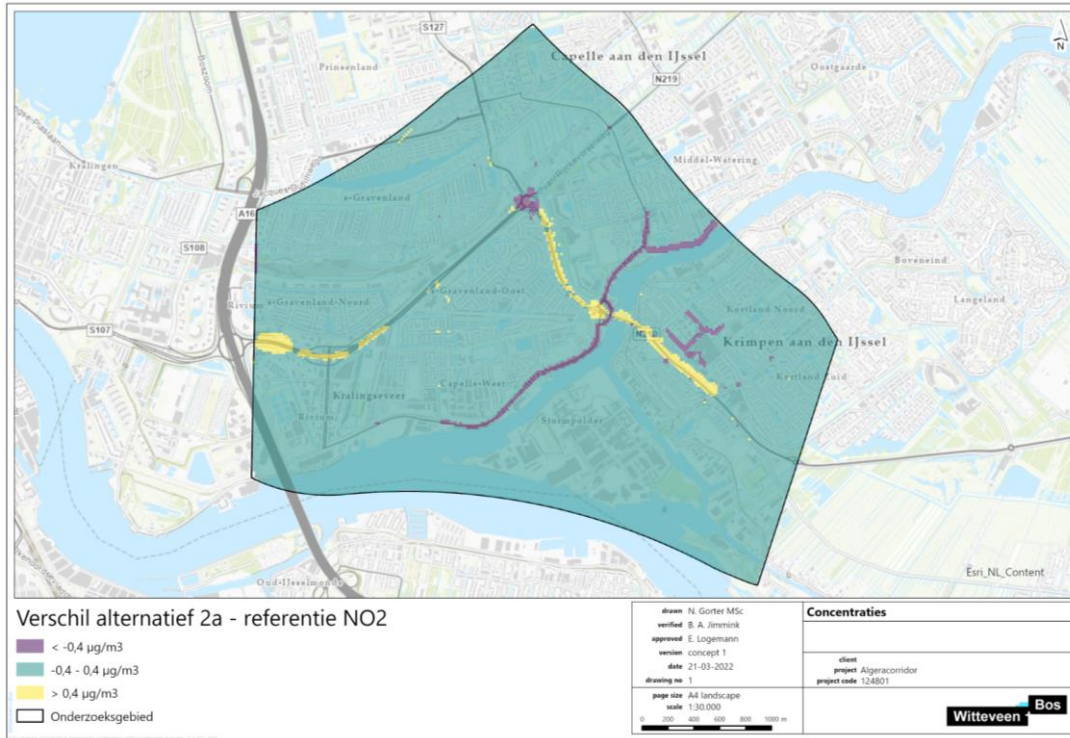 S127
Prinsenland
Capelle aan den IJssel
Oostgaarde
N219
N
Boszoom
Kralingen
Middel-Watering
s-Gravenland
A16
S108
Boveneind
s-Gravenland-Noord
s-Gravenland-Oost
Rivium
Langeland
Kortland Noord
S107
Krimpen aan den IJssel
Capelle-West
Kortland Zuid
Kralingseveer
Rivium
Stormpolder
Oud-IJsselmonde
Esri_NL_Content
Verschil alternatief 2a - referentie NO2
< -0,4 µg/m3
-0,4 - 0,4 µg/m3
> 0,4 µg/m3
Onderzoeksgebied
drawn N. Gorter MSc
verified B. A. Jimmink
approved E. Logemann
version concept 1
date 21-03-2022
drawing no 1
page size A4 landscape
scale 1:30.000
0 200 400 600 800 1000 m
Concentraties
client
project Algeracorridor
project code 124801
Witteveen Bos